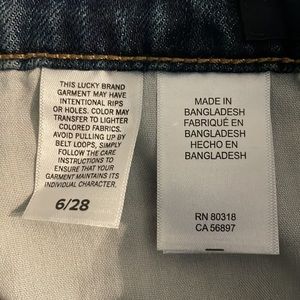 THIS LUCKY BRAND
GARMENT MAY HAVE
INTENTIONAL RIPS
OR HOLES. COLOR MAY
TRANSFER TO LIGHTER
COLORED FABRICS.
AVOID PULLING UP BY
BELT LOOPS, SIMPLY
FOLLOW THE CARE
INSTRUCTIONS TO
ENSURE THAT YOUR
GARMENT MAINTAINS ITS
INDIVIDUAL CHARACTER.
6/28
MADE IN
BANGLADESH
FABRIQUÉ EN
BANGLADESH
HECHO EN
BANGLADESH
RN 80318
CA 56897